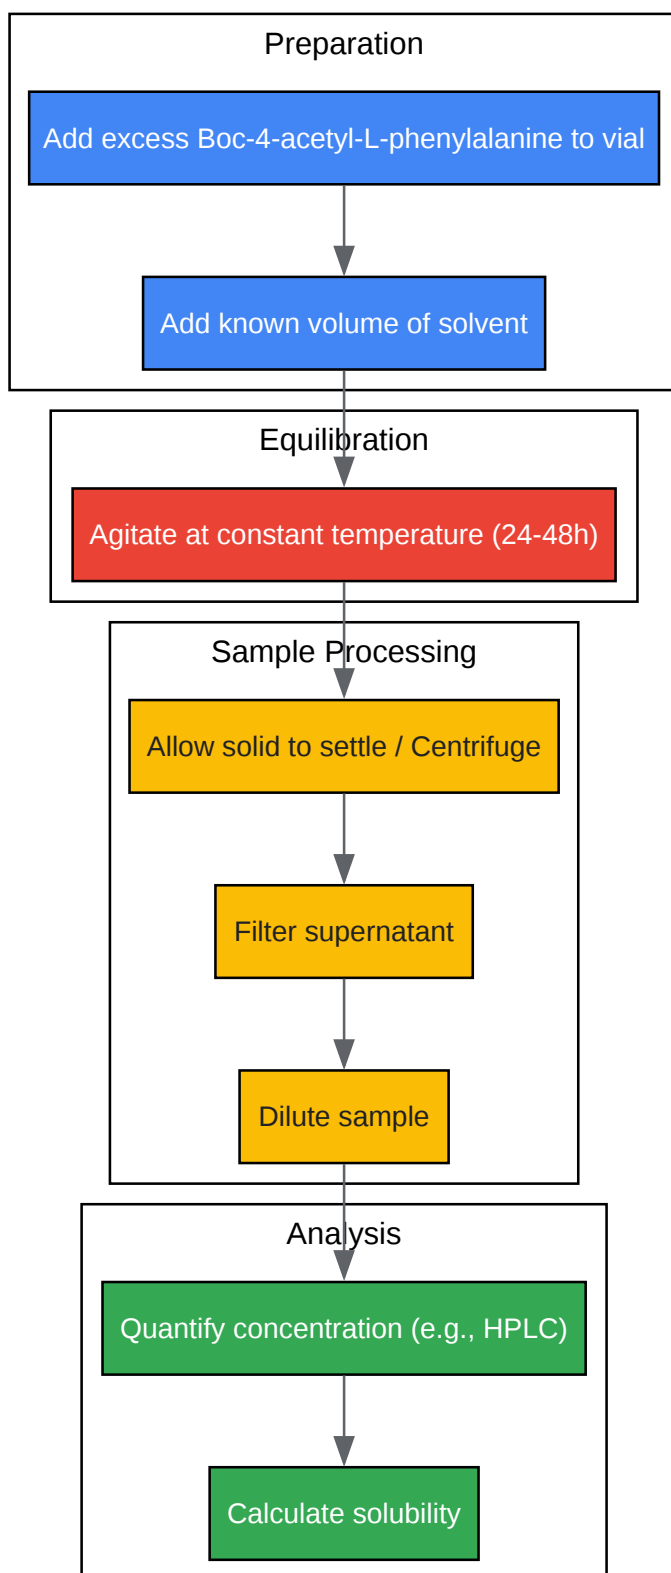 Preparation
Add excess Boc-4-acetyl-L-phenylalanine to vial
Add known volume of solvent
Equilibration
Agitate at constant temperature (24-48h)
Sample Processing
Allow solid to settle / Centrifuge
Filter supernatant
Dilute sample
Analysis
Quantify concentration (e.g., HPLC)
Calculate solubility